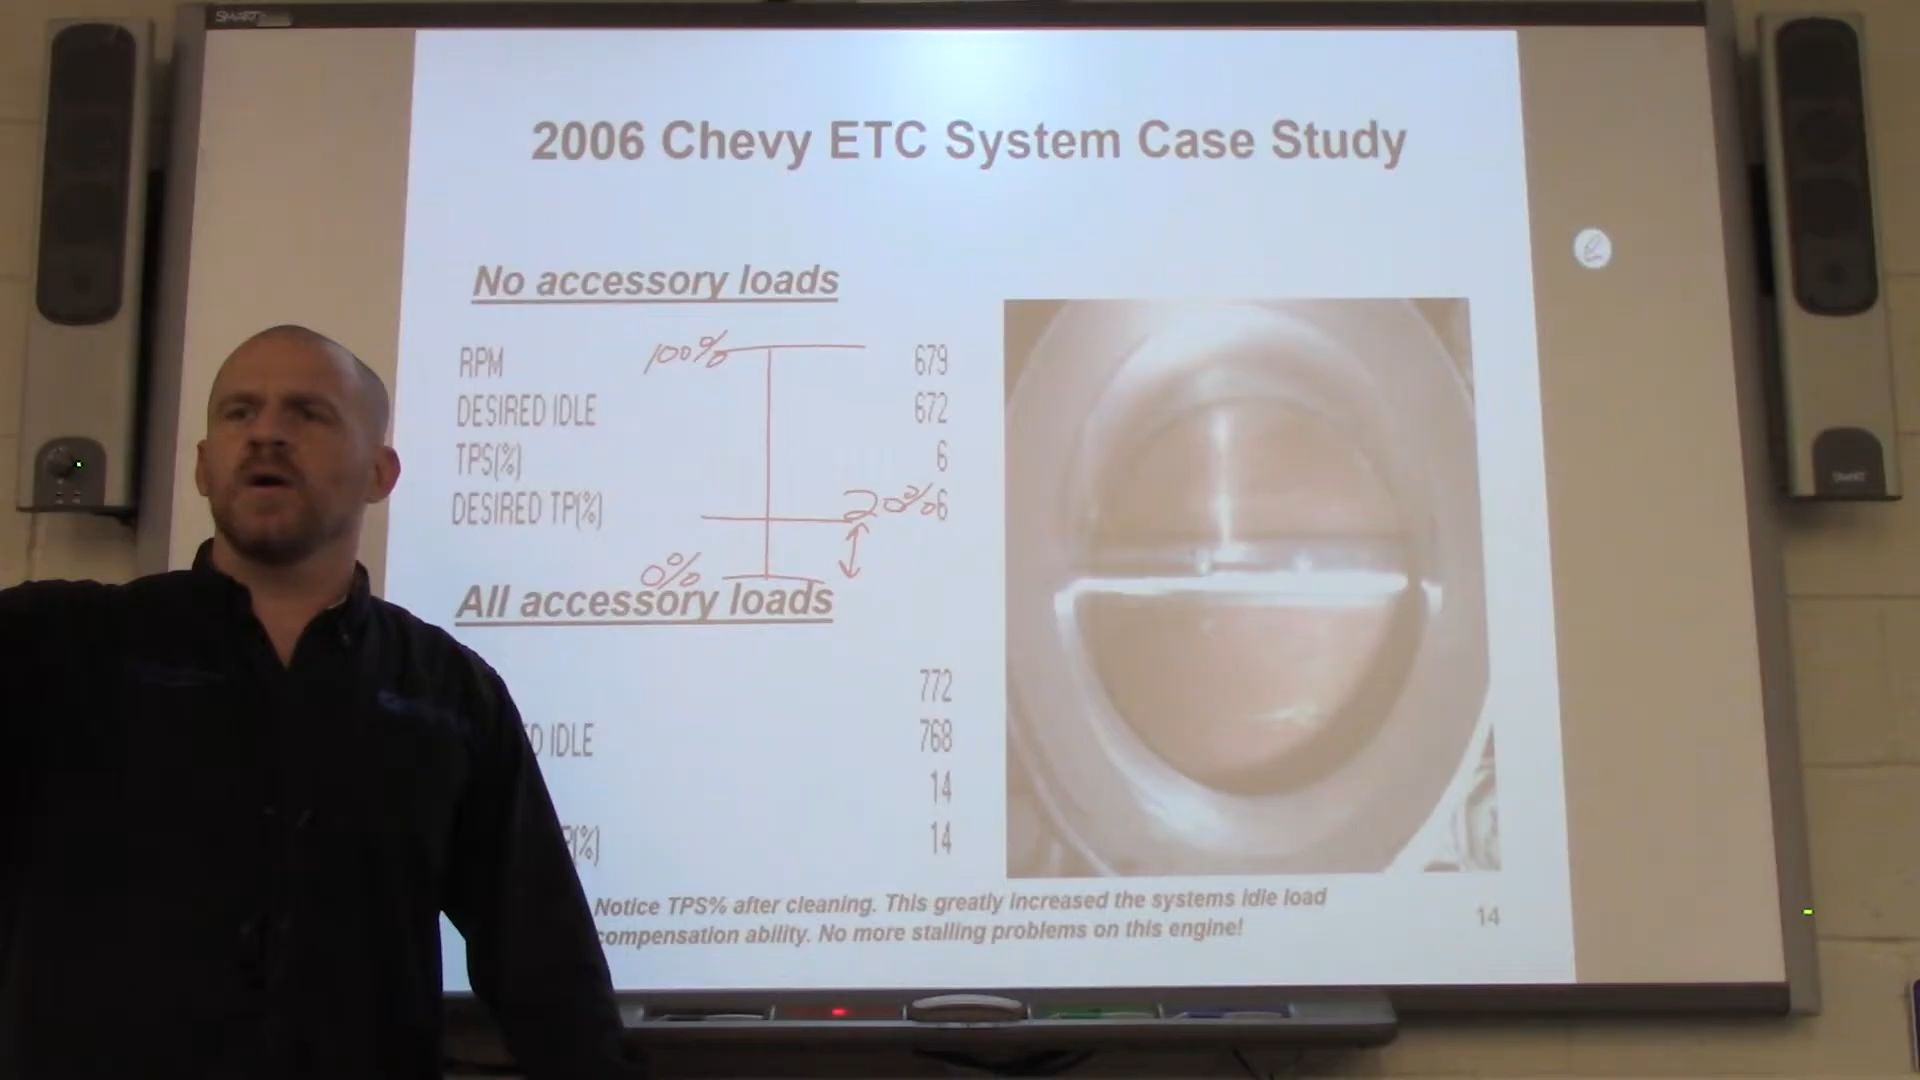 SMART
2006 Chevy ETC System Case Study
No accessory loads
RPM 100% 679
DESIRED IDLE 672
TPS(%) 6
DESIRED TP(%) 20% 6
0%
All accessory loads
772
D IDLE 768
14
P(%) 14
Notice TPS% after cleaning. This greatly increased the systems idle load
compensation ability. No more stalling problems on this engine!
14
SMART